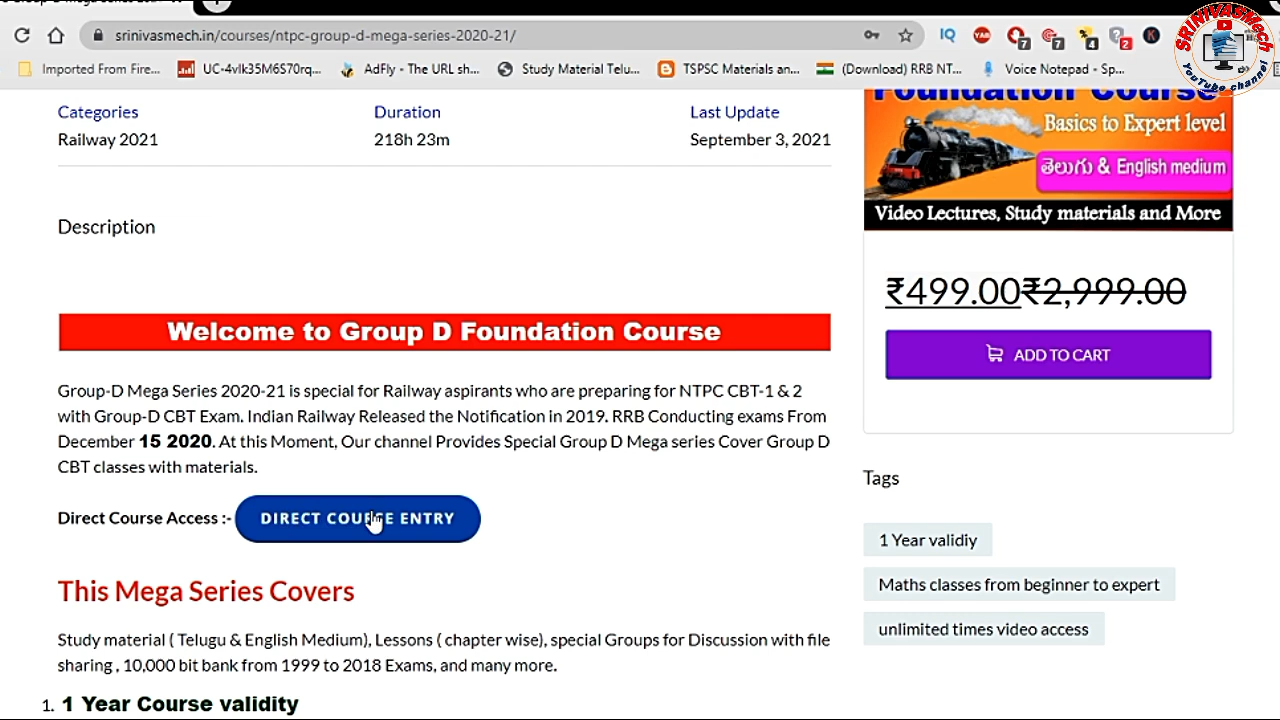 SRINIVASMech
YouTube channel
srinivasmech.in/courses/ntpc-group-d-mega-series-2020-21/
IQ
YAB
7
7
4
2
K
Imported From Fire...
UC-4vlk35M6S70rq...
AdFly - The URL sh...
Study Material Telu...
TSPSC Materials an...
(Download) RRB NT...
Voice Notepad - Sp...
Categories
Duration
Last Update
Railway 2021
218h 23m
September 3, 2021
Description
Welcome to Group D Foundation Course
Group-D Mega Series 2020-21 is special for Railway aspirants who are preparing for NTPC CBT-1 & 2
with Group-D CBT Exam. Indian Railway Released the Notification in 2019. RRB Conducting exams From
December 15 2020. At this Moment, Our channel Provides Special Group D Mega series Cover Group D
CBT classes with materials.
Direct Course Access :- DIRECT COURSE ENTRY
This Mega Series Covers
Study material ( Telugu & English Medium), Lessons ( chapter wise), special Groups for Discussion with file
sharing , 10,000 bit bank from 1999 to 2018 Exams, and many more.
1. 1 Year Course validity
Foundation Course
Basics to Expert level
తెలుగు & English medium
Video Lectures, Study materials and More
₹499.00₹2,999.00
ADD TO CART
Tags
1 Year validiy
Maths classes from beginner to expert
unlimited times video access